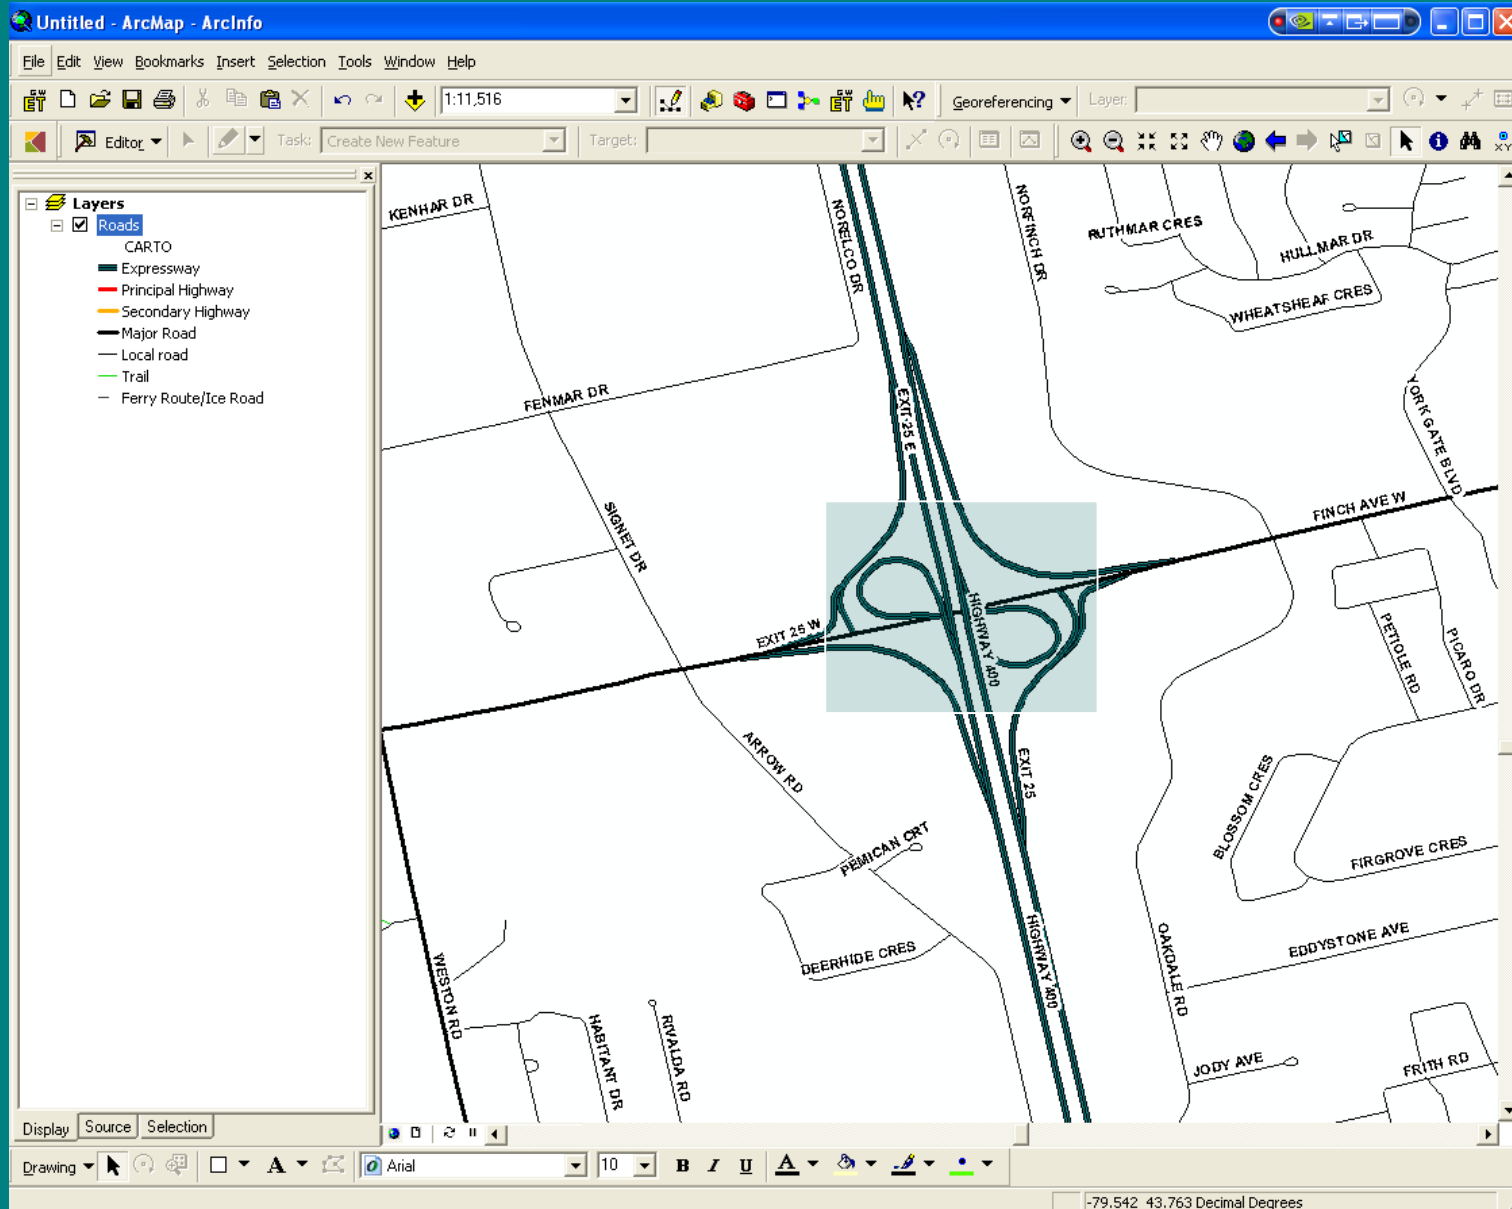 Untitled - ArcMap - ArcInfo
File Edit View Bookmarks Insert Selection Tools Window Help
1:11,516
Georeferencing
Layer:
Editor
Task: Create New Feature
Target:
Layers
Roads
CARTO
Expressway
Principal Highway
Secondary Highway
Major Road
Local road
Trail
Ferry Route/Ice Road
KENHAR DR
NORELCO DR
NORFINCH DR
RUTHMAR CRES
HULLMAR DR
WHEATSHEAF CRES
FENMAR DR
EXIT 25 E
YORK GATE BLVD
SIGNET DR
FINCH AVE W
EXIT 25 W
HIGHWAY 400
PETIOLE RD
PICARO DR
ARROW RD
EXIT 25
BLOSSOM CRES
PEMICAN CRT
FIRGROVE CRES
WESTON RD
DEERHIDE CRES
HIGHWAY 400
OAKDALE RD
EDDYSTONE AVE
HABITANT DR
RIVALDA RD
JODY AVE
FRITH RD
Display Source Selection
Drawing
A
Arial
10
B I U
A
-79.542 43.763 Decimal Degrees